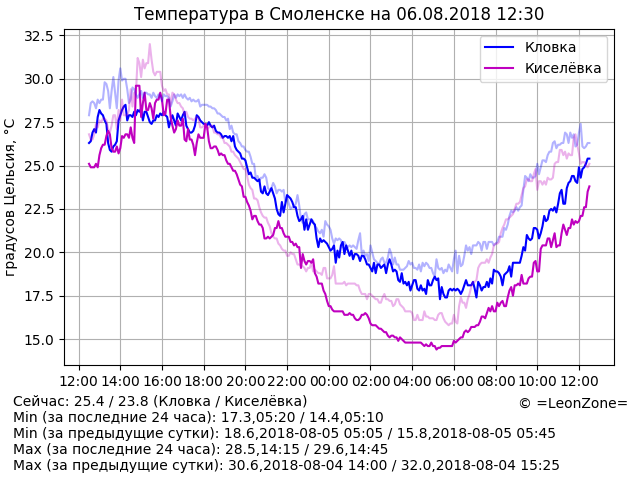 Температура в Смоленске на 06.08.2018 12:30
градусов Цельсия, °C
32.5
30.0
27.5
25.0
22.5
20.0
17.5
15.0
Кловка
Киселёвка
12:00 14:00 16:00 18:00 20:00 22:00 00:00 02:00 04:00 06:00 08:00 10:00 12:00
Сейчас: 25.4 / 23.8 (Кловка / Киселёвка)
© =LeonZone=
Min (за последние 24 часа): 17.3,05:20 / 14.4,05:10
Min (за предыдущие сутки): 18.6,2018-08-05 05:05 / 15.8,2018-08-05 05:45
Max (за последние 24 часа): 28.5,14:15 / 29.6,14:45
Max (за предыдущие сутки): 30.6,2018-08-04 14:00 / 32.0,2018-08-04 15:25